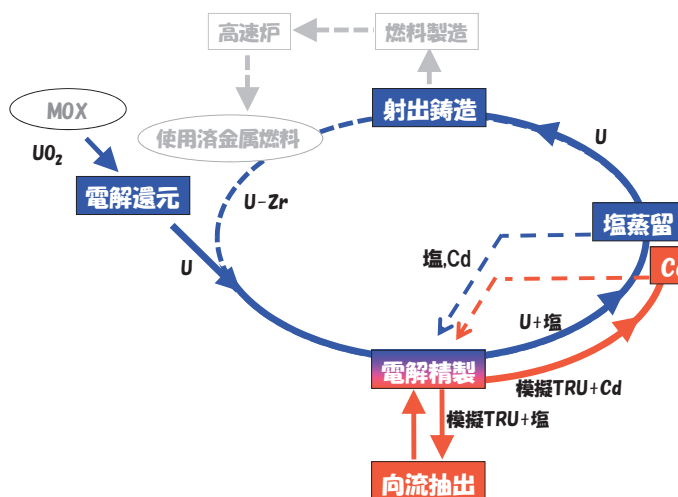 高速炉
燃料製造
MOX
射出鋳造
使用済金属燃料
UO₂
U
電解還元
U-Zr
塩蒸留
塩,Cd
U
U+塩
電解精製
模擬TRU+Cd
模擬TRU+塩
向流抽出